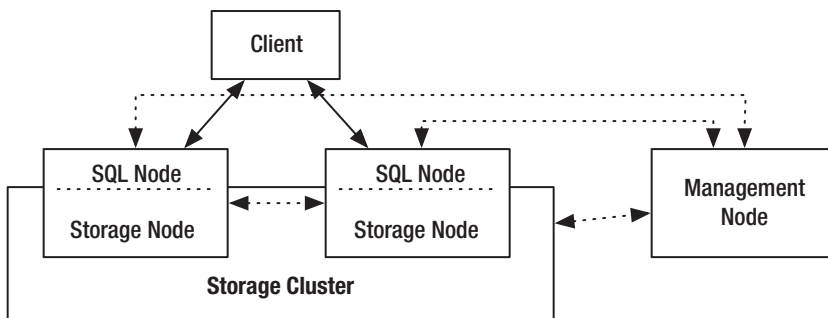 Client
SQL Node
Storage Node
SQL Node
Storage Node
Management
Node
Storage Cluster